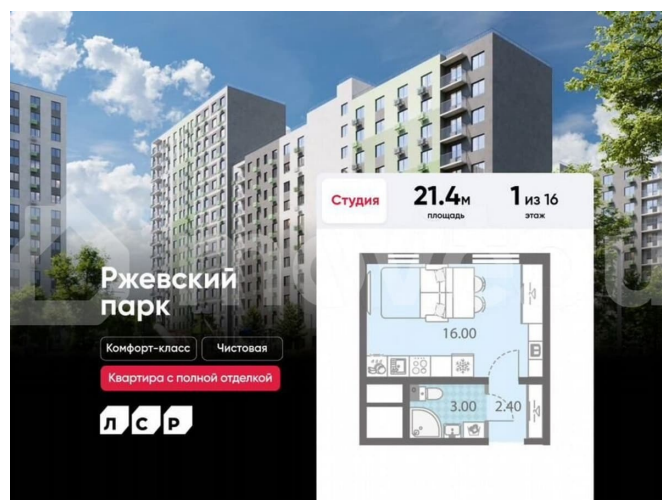 Студия
21.4м
площадь
1 из 16
этаж
Ржевский
парк
Комфорт-класс
Чистовая
Квартира с полной отделкой
ЛСР
16.00
3.00
2.40